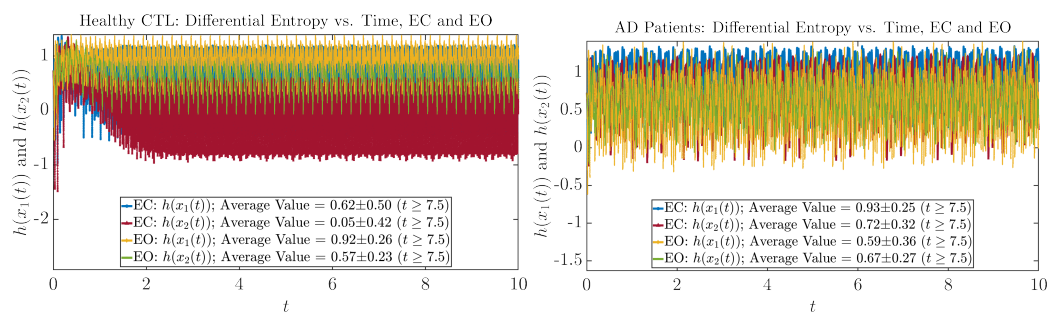 Healthy CTL: Differential Entropy vs. Time, EC and EO
h(x₁(t)) and h(x₂(t))
1
0
-1
-2
EC: h(x₁(t)); Average Value = 0.62±0.50 (t ≥ 7.5)
EC: h(x₂(t)); Average Value = 0.05±0.42 (t ≥ 7.5)
EO: h(x₁(t)); Average Value = 0.92±0.26 (t ≥ 7.5)
EO: h(x₂(t)); Average Value = 0.57±0.23 (t ≥ 7.5)
0 2 4 6 8 10
t
AD Patients: Differential Entropy vs. Time, EC and EO
h(x₁(t)) and h(x₂(t))
1
0.5
0
-0.5
-1
-1.5
EC: h(x₁(t)); Average Value = 0.93±0.25 (t ≥ 7.5)
EC: h(x₂(t)); Average Value = 0.72±0.32 (t ≥ 7.5)
EO: h(x₁(t)); Average Value = 0.59±0.36 (t ≥ 7.5)
EO: h(x₂(t)); Average Value = 0.67±0.27 (t ≥ 7.5)
0 2 4 6 8 10
t